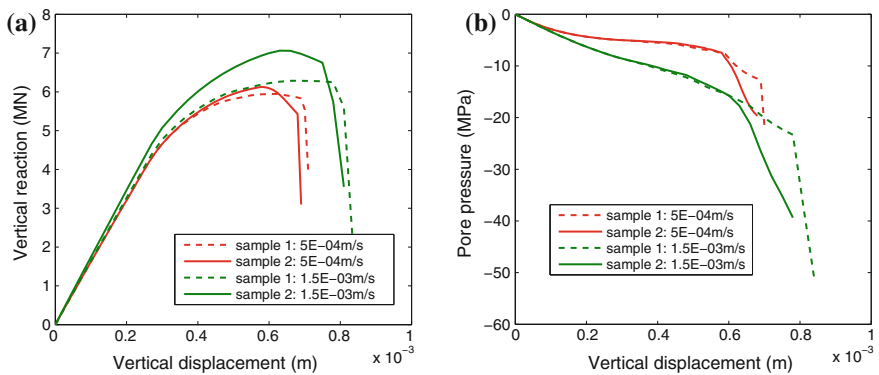 (a)
8
7
6
5
4
3
2
1
0
Vertical reaction (MN)
sample 1: 5E−04m/s
sample 2: 5E−04m/s
sample 1: 1.5E−03m/s
sample 2: 1.5E−03m/s
0 0.2 0.4 0.6 0.8 1
x 10⁻³
Vertical displacement (m)
(b)
0
−10
−20
−30
−40
−50
−60
Pore pressure (MPa)
sample 1: 5E−04m/s
sample 2: 5E−04m/s
sample 1: 1.5E−03m/s
sample 2: 1.5E−03m/s
0 0.2 0.4 0.6 0.8 1
x 10⁻³
Vertical displacement (m)